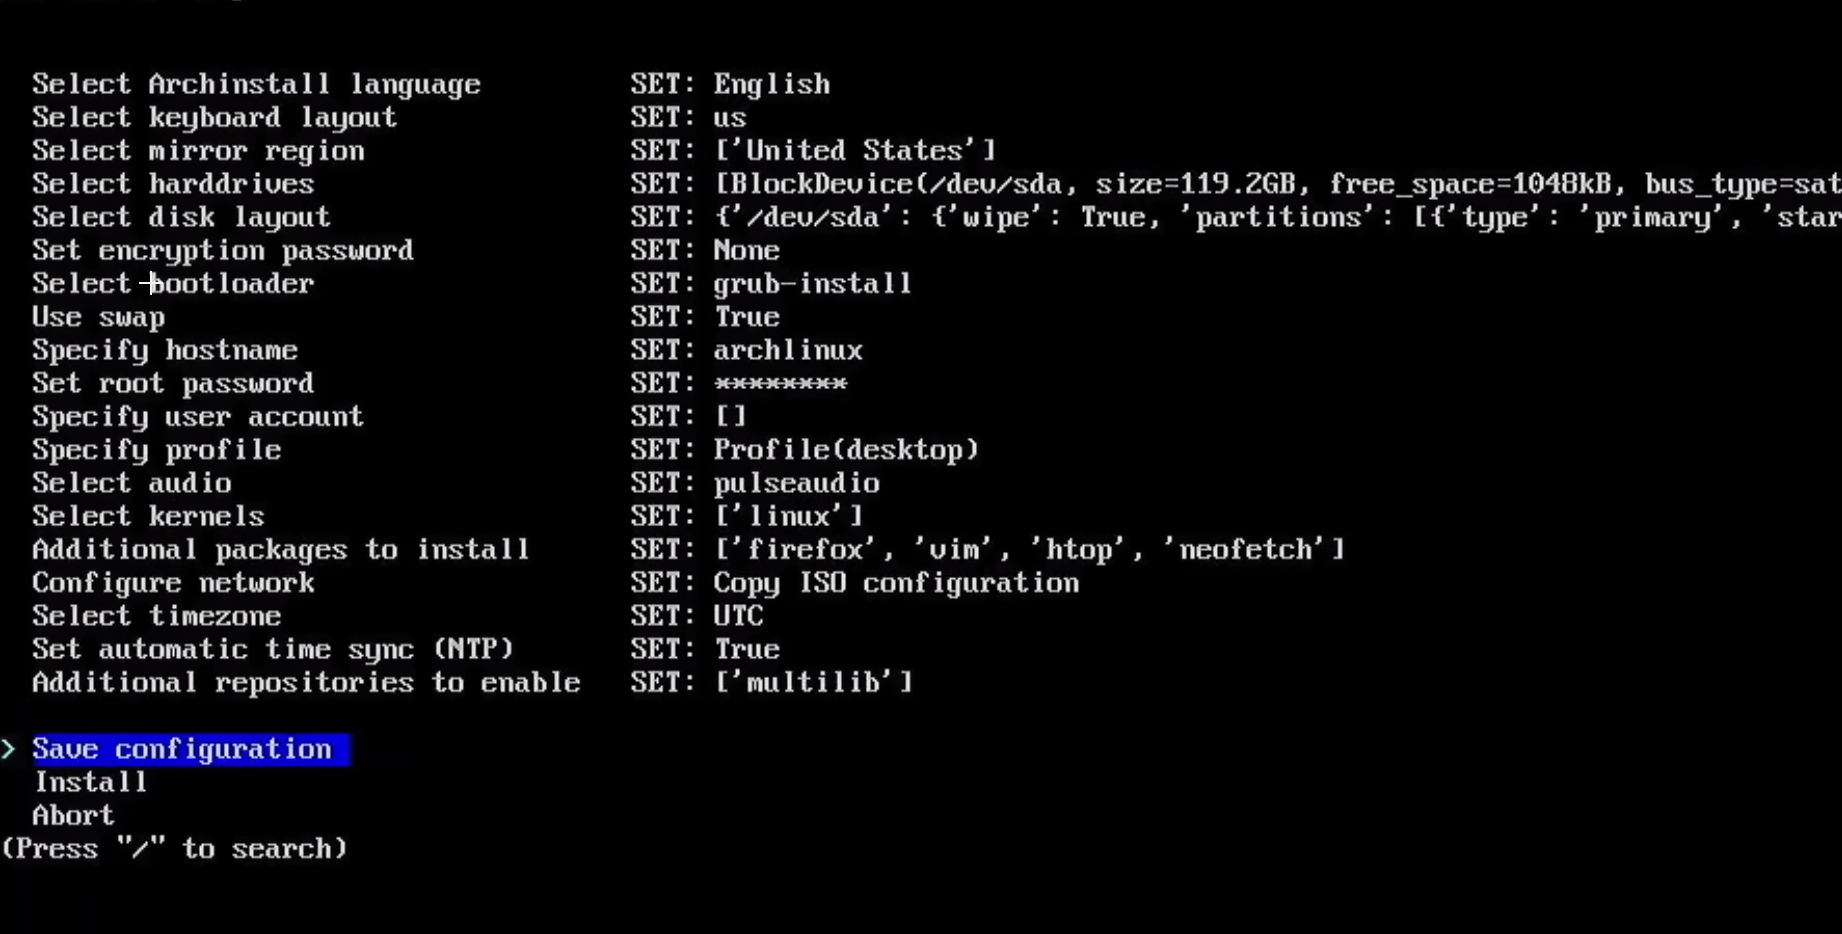 Select Archinstall language SET: English
Select keyboard layout SET: us
Select mirror region SET: ['United States']
Select harddrives SET: [BlockDevice(/dev/sda, size=119.2GB, free_space=1048kB, bus_type=sat
Select disk layout SET: {'/dev/sda': {'wipe': True, 'partitions': [{'type': 'primary', 'star
Set encryption password SET: None
Select bootloader SET: grub-install
Use swap SET: True
Specify hostname SET: archlinux
Set root password SET: ********
Specify user account SET: []
Specify profile SET: Profile(desktop)
Select audio SET: pulseaudio
Select kernels SET: ['linux']
Additional packages to install SET: ['firefox', 'vim', 'htop', 'neofetch']
Configure network SET: Copy ISO configuration
Select timezone SET: UTC
Set automatic time sync (NTP) SET: True
Additional repositories to enable SET: ['multilib']
> Save configuration
Install
Abort
(Press "/" to search)